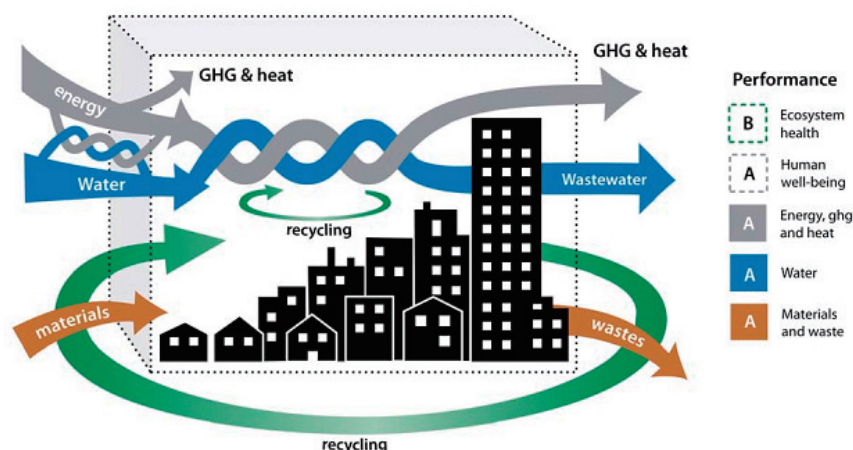 GHG & heat
GHG & heat
energy
Water
Wastewater
recycling
materials
wastes
recycling
Performance
B
Ecosystem
health
A
Human
well-being
A
Energy, ghg
and heat
A
Water
A
Materials
and waste